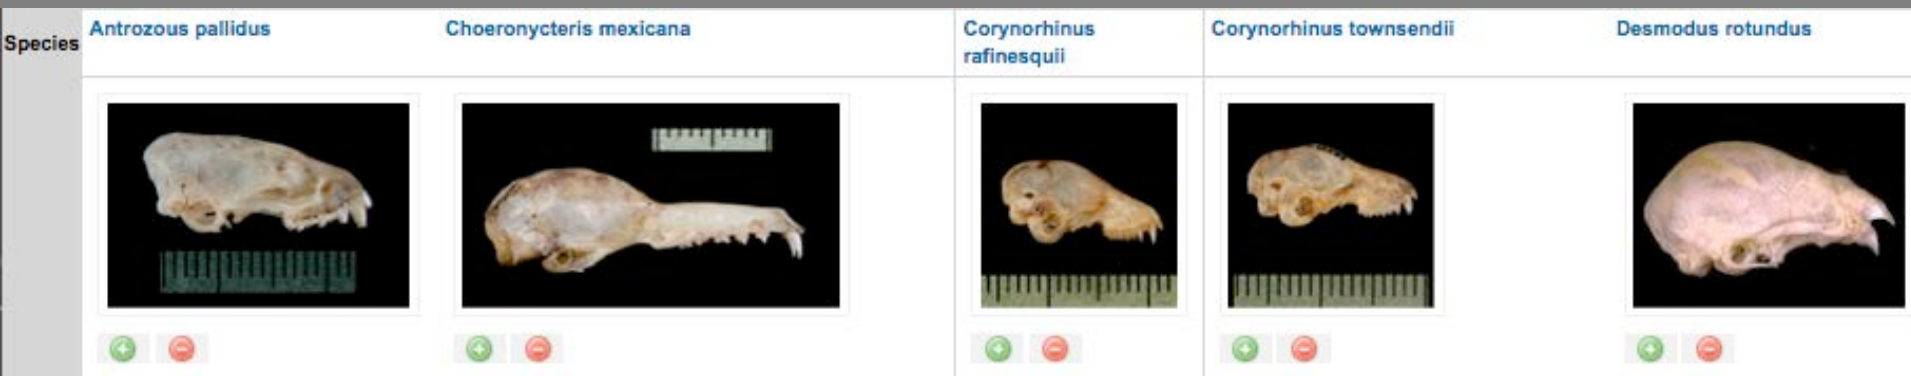 Species
Antrozous pallidus
Choeronycteris mexicana
Corynorhinus
rafinesquii
Corynorhinus townsendii
Desmodus rotundus